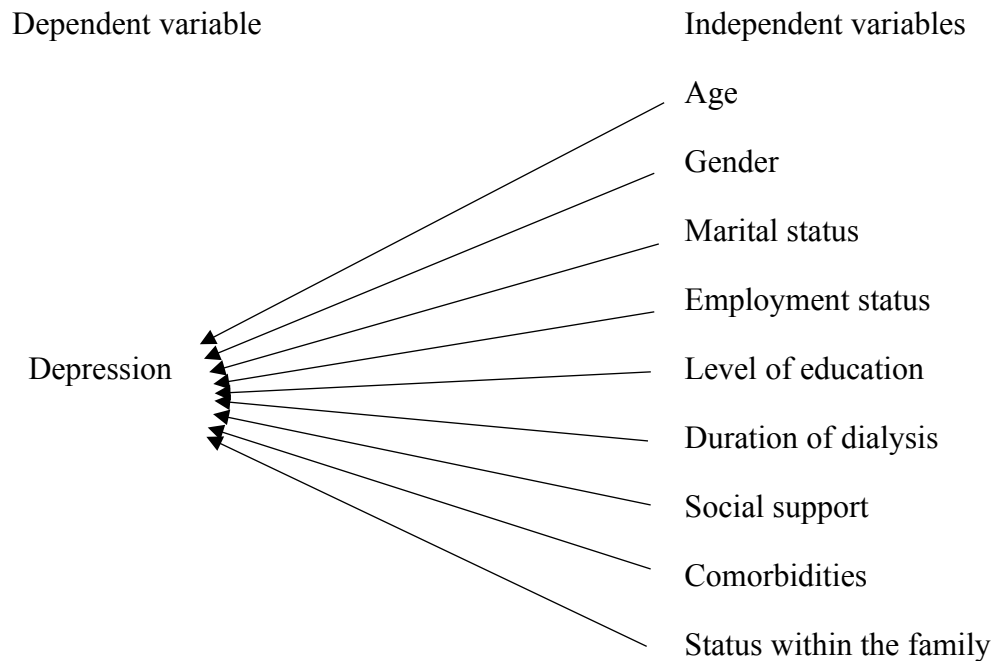 Dependent variable
Independent variables
Age
Gender
Marital status
Employment status
Depression
Level of education
Duration of dialysis
Social support
Comorbidities
Status within the family